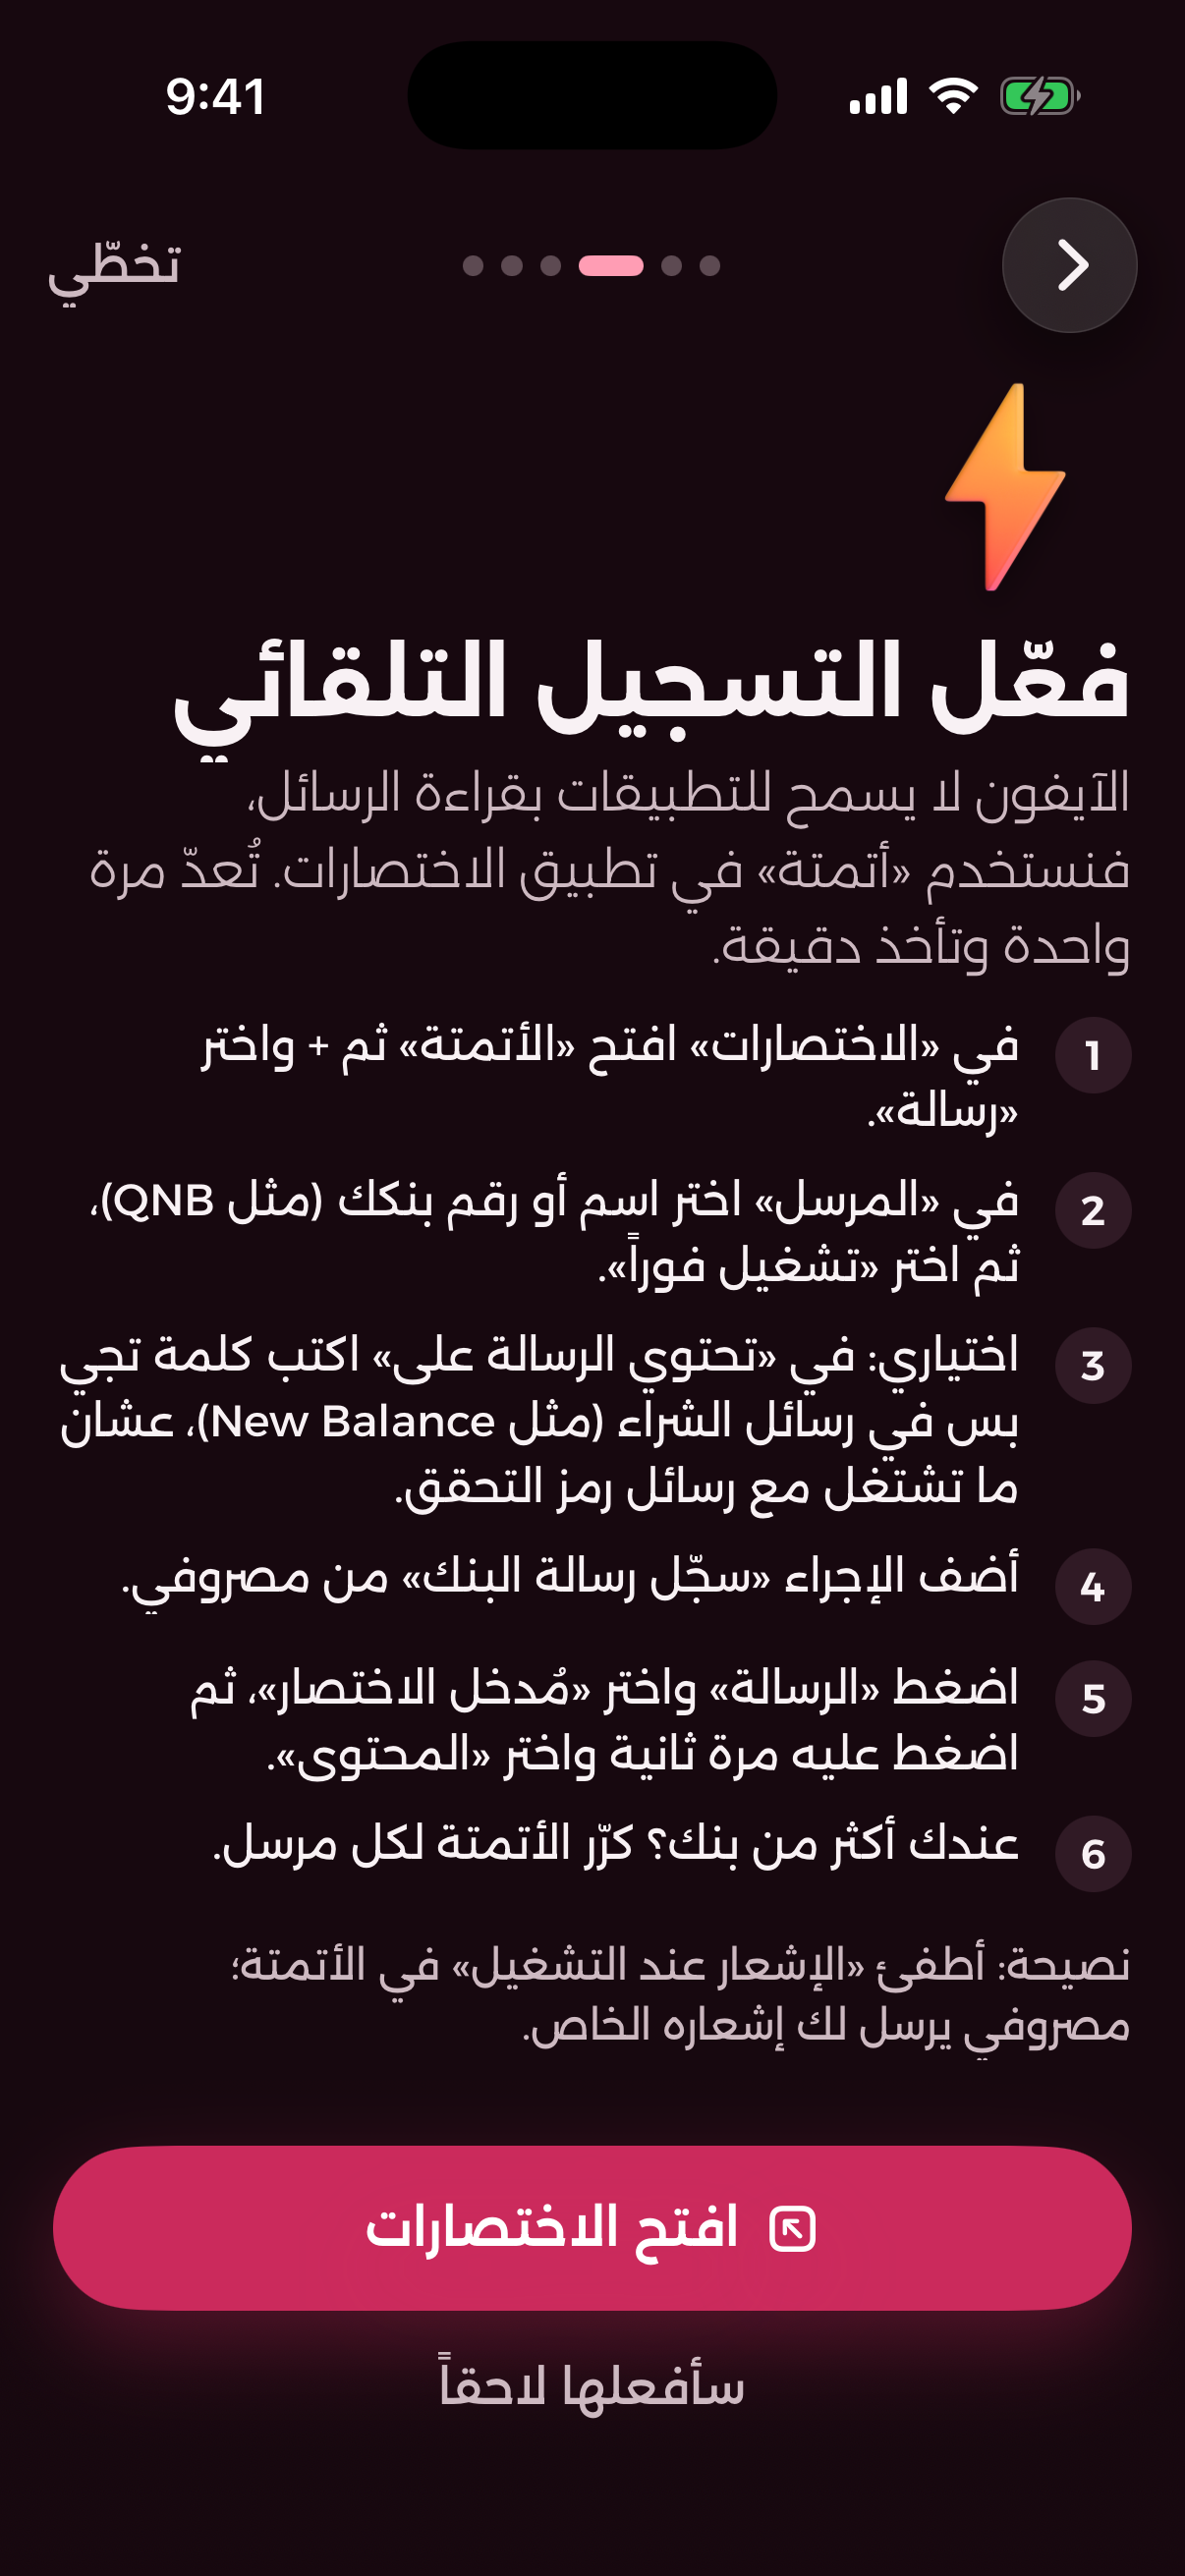 9:41
تخطّي
فعّل التسجيل التلقائي
الآيفون لا يسمح للتطبيقات بقراءة الرسائل،
فنستخدم «أتمتة» في تطبيق الاختصارات. تُعدّ مرة
واحدة وتأخذ دقيقة.
1 في «الاختصارات» افتح «الأتمتة» ثم + واختر
«رسالة».
2 في «المرسل» اختر اسم أو رقم بنكك (مثل QNB)،
ثم اختر «تشغيل فوراً».
3 اختياري: في «تحتوي الرسالة على» اكتب كلمة تجي
بس في رسائل الشراء (مثل New Balance)، عشان
ما تشتغل مع رسائل رمز التحقق.
4 أضف الإجراء «سجّل رسالة البنك» من مصروفي.
5 اضغط «الرسالة» واختر «مُدخل الاختصار»، ثم
اضغط عليه مرة ثانية واختر «المحتوى».
6 عندك أكثر من بنك؟ كرّر الأتمتة لكل مرسل.
نصيحة: أطفئ «الإشعار عند التشغيل» في الأتمتة؛
مصروفي يرسل لك إشعاره الخاص.
افتح الاختصارات
سأفعلها لاحقاً